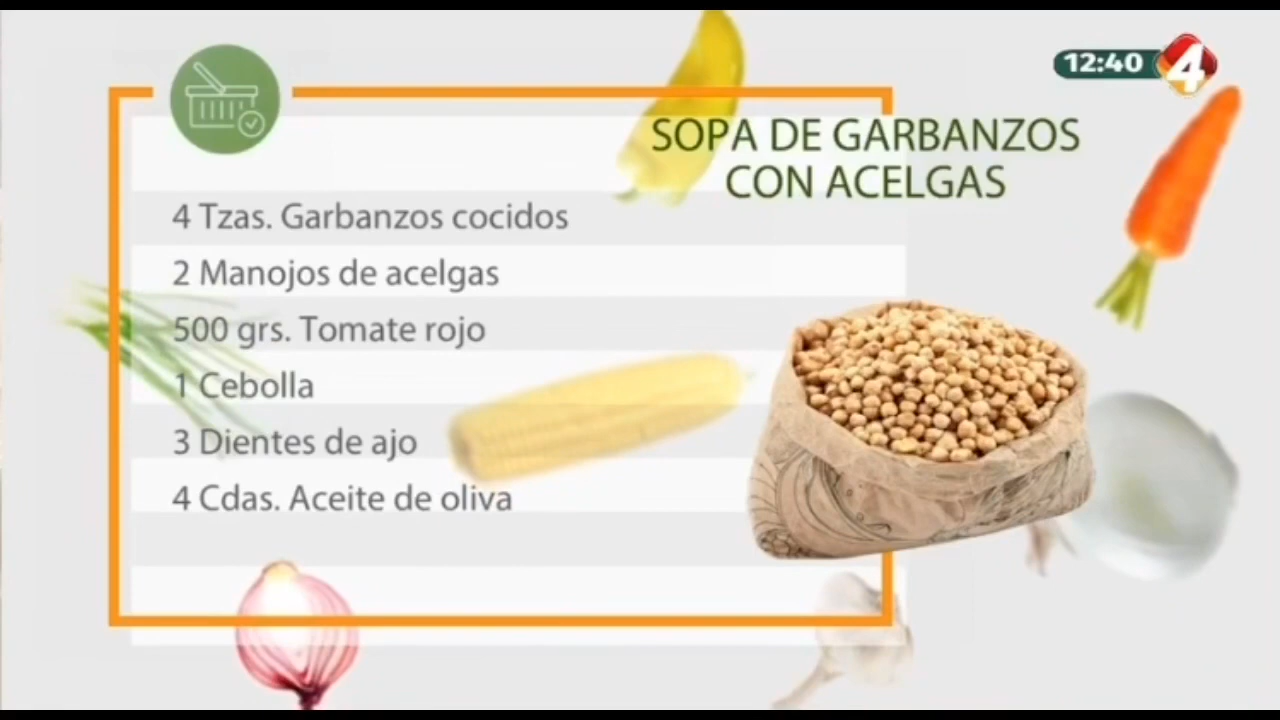 12:40 4
SOPA DE GARBANZOS
CON ACELGAS
4 Tzas. Garbanzos cocidos
2 Manojos de acelgas
500 grs. Tomate rojo
1 Cebolla
3 Dientes de ajo
4 Cdas. Aceite de oliva